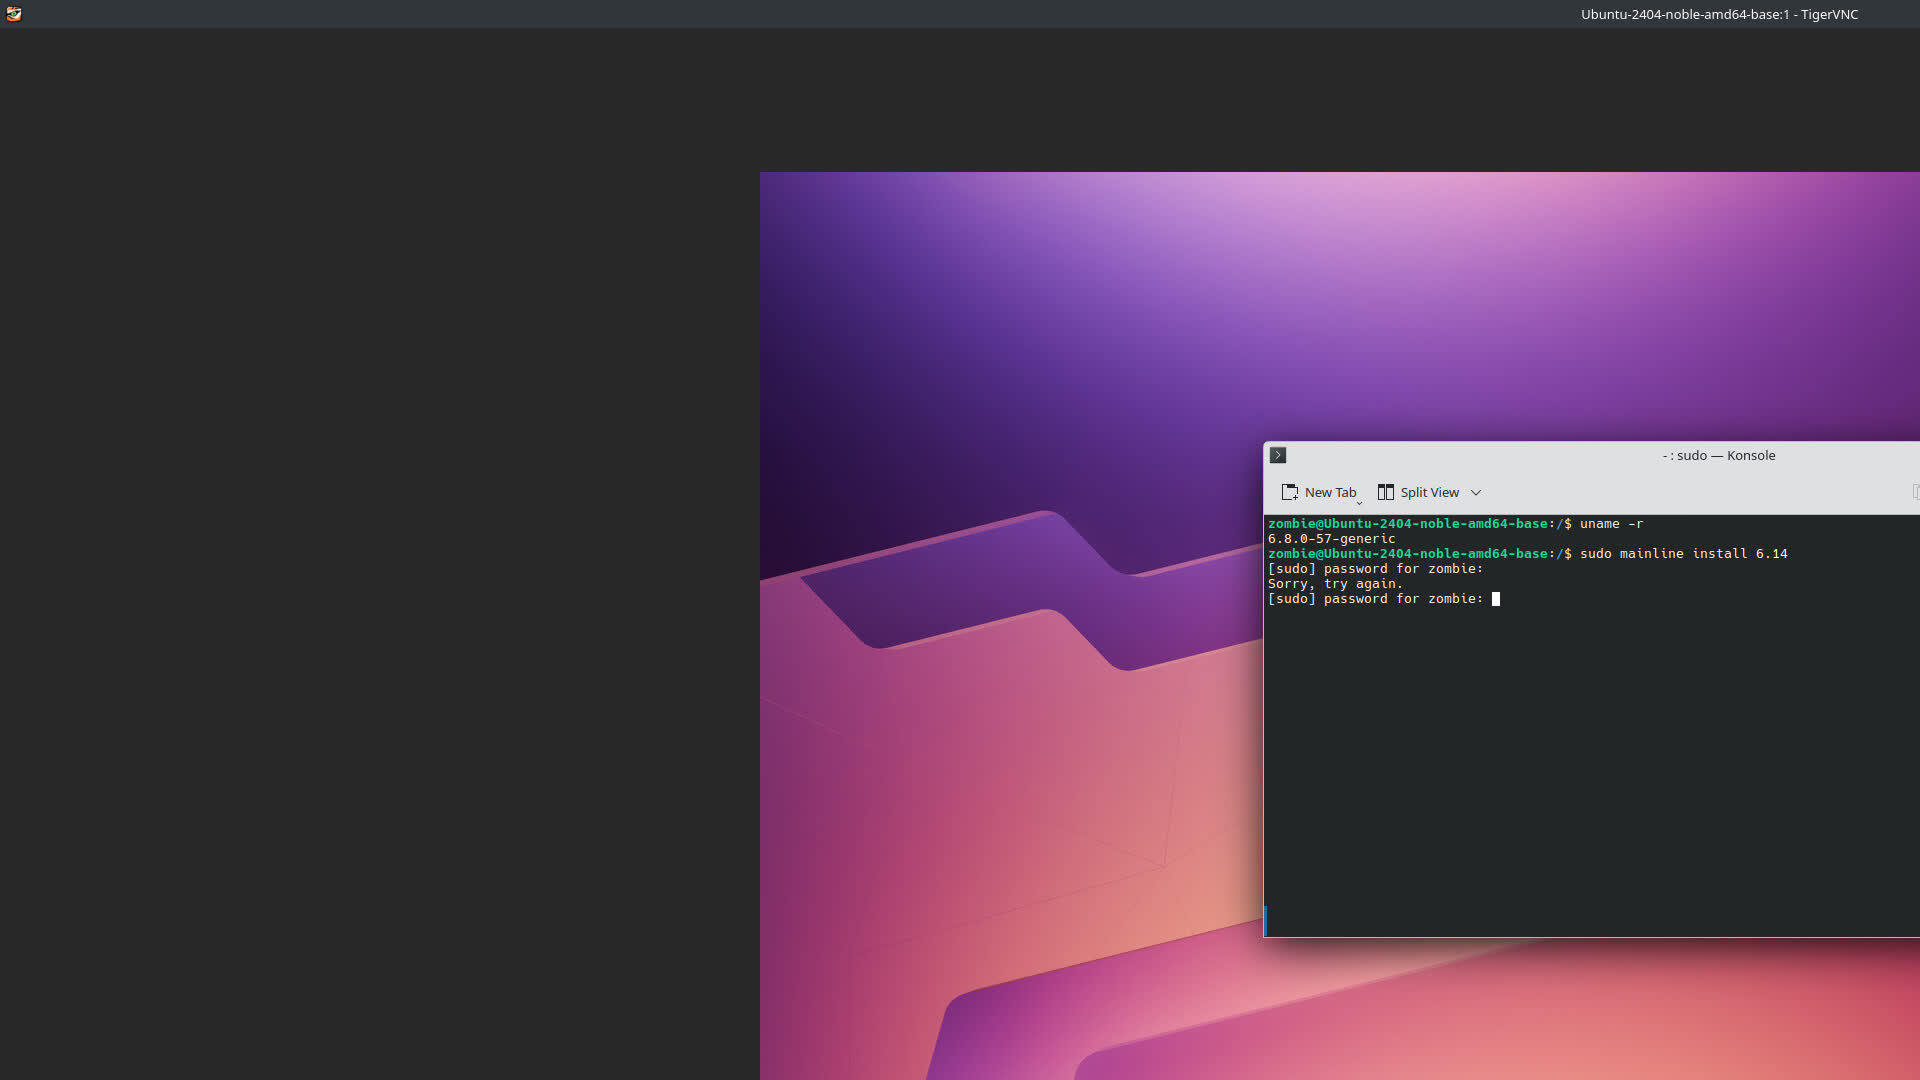 Ubuntu-2404-noble-amd64-base:1 - TigerVNC
- : sudo — Konsole
New Tab
Split View
zombie@Ubuntu-2404-noble-amd64-base:/$ uname -r
6.8.0-57-generic
zombie@Ubuntu-2404-noble-amd64-base:/$ sudo mainline install 6.14
[sudo] password for zombie:
Sorry, try again.
[sudo] password for zombie: